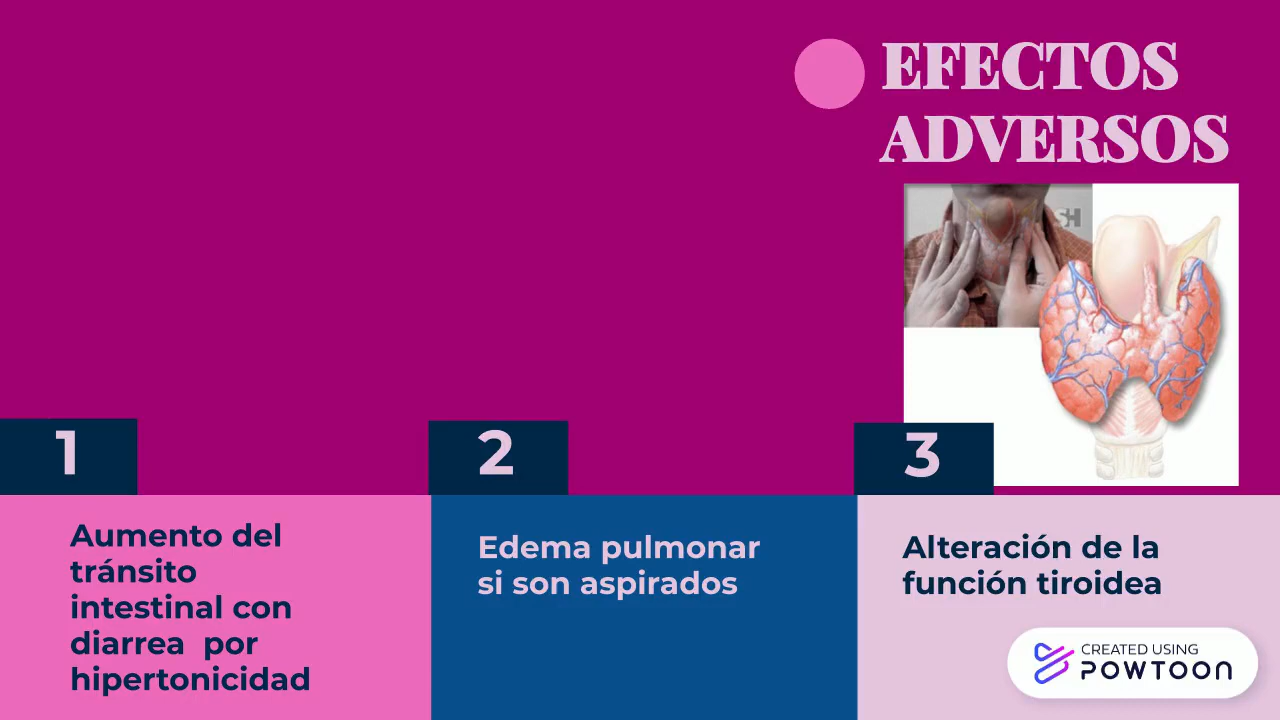 EFECTOS
ADVERSOS
SH
1
Aumento del
tránsito
intestinal con
diarrea  por
hipertonicidad
2
Edema pulmonar
si son aspirados
3
Alteración de la
función tiroidea
CREATED USING
POWTOON